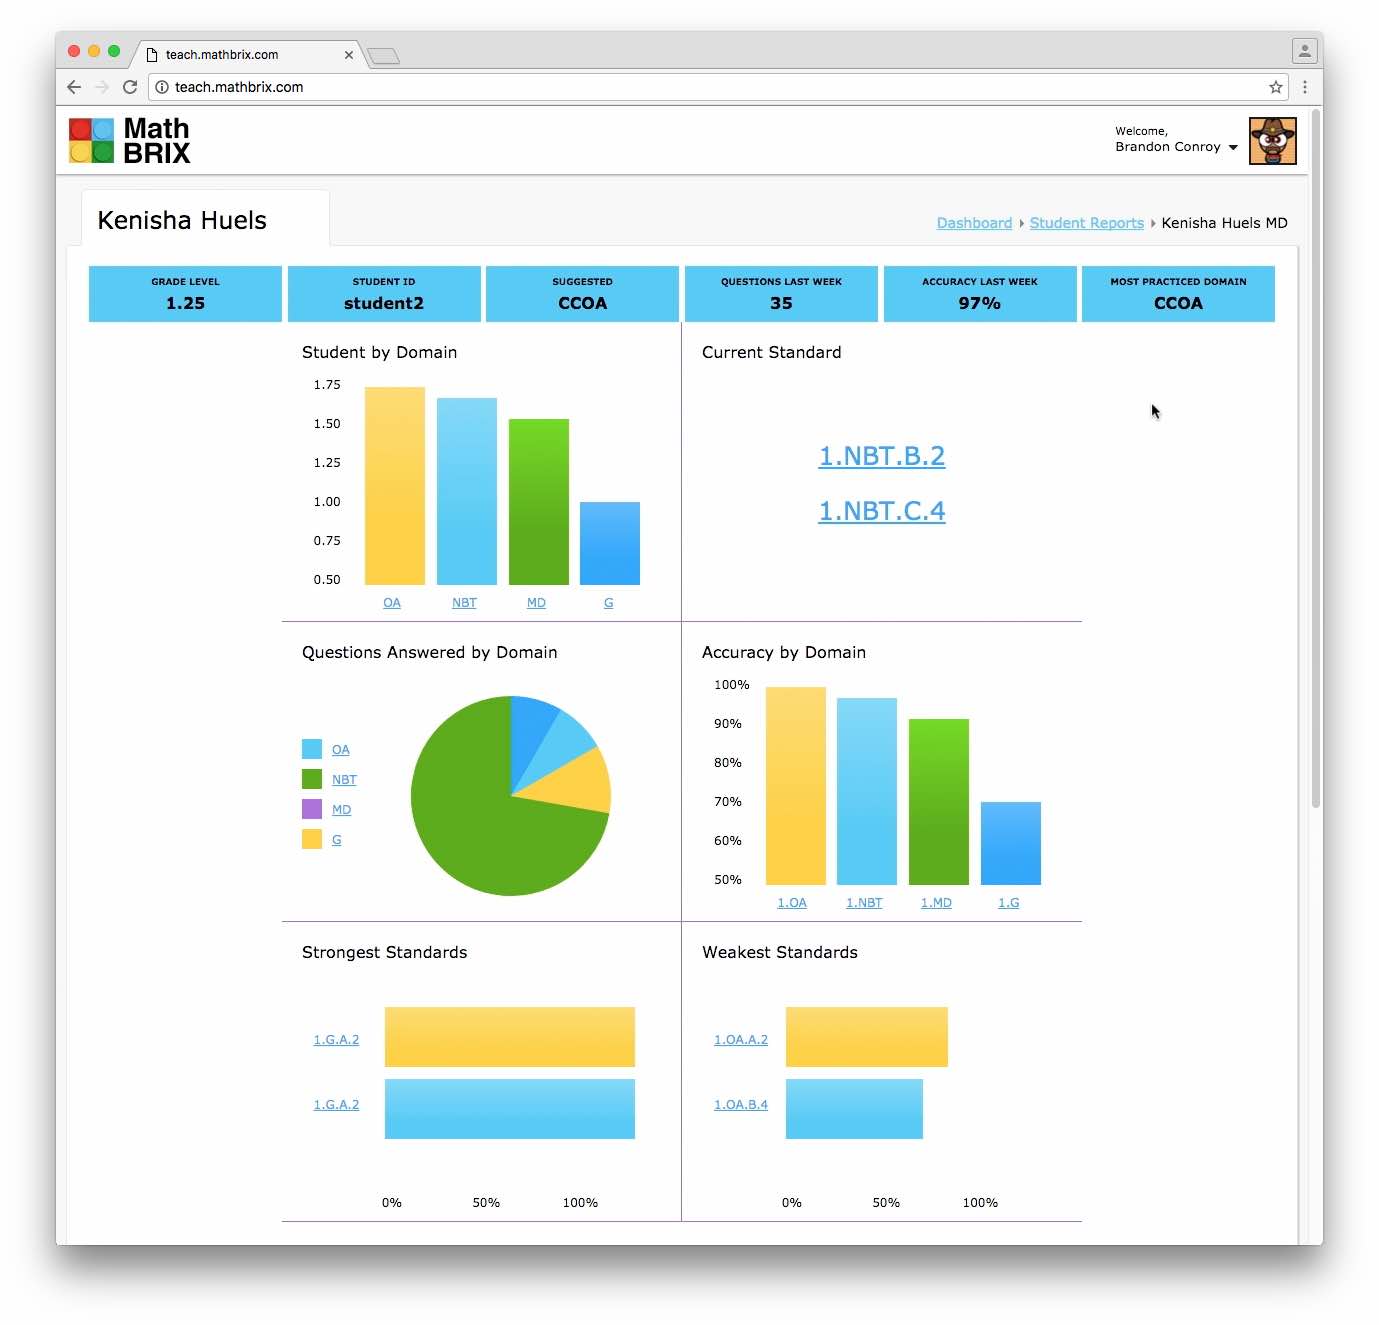 teach.mathbrix.com
teach.mathbrix.com
Math
BRIX
Welcome,
Brandon Conroy
Kenisha Huels
Dashboard Student Reports Kenisha Huels MD
GRADE LEVEL
1.25
STUDENT ID
student2
SUGGESTED
CCOA
QUESTIONS LAST WEEK
35
ACCURACY LAST WEEK
97%
MOST PRACTICED DOMAIN
CCOA
Student by Domain
1.75
1.50
1.25
1.00
0.75
0.50
OA NBT MD G
Current Standard
1.NBT.B.2
1.NBT.C.4
Questions Answered by Domain
OA
NBT
MD
G
Accuracy by Domain
100%
90%
80%
70%
60%
50%
1.OA 1.NBT 1.MD 1.G
Strongest Standards
1.G.A.2
1.G.A.2
0% 50% 100%
Weakest Standards
1.OA.A.2
1.OA.B.4
0% 50% 100%